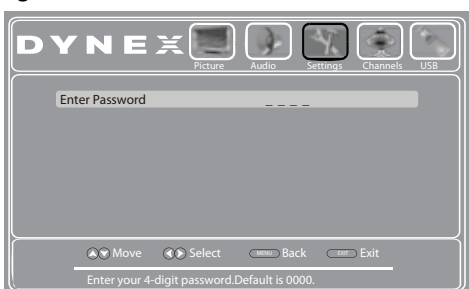 DYNEX
Picture Audio Settings Channels USB
Enter Password _ _ _ _
Move Select MENU Back EXIT Exit
Enter your 4-digit password.Default is 0000.